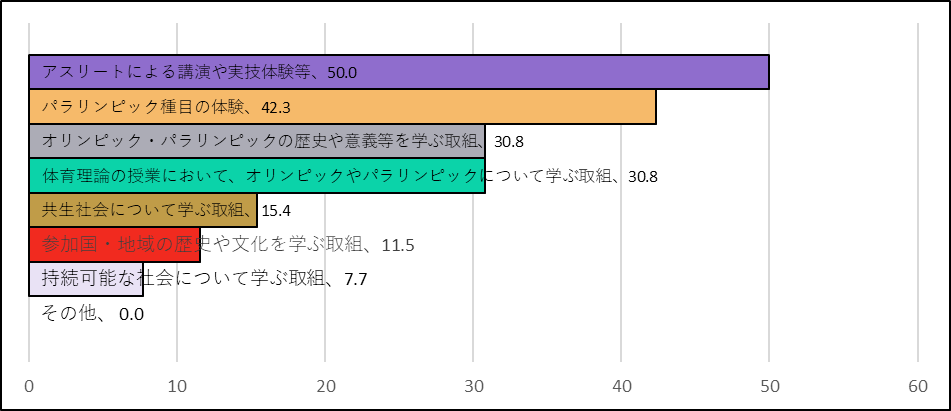 アスリートによる講演や実技体験等、50.0
パラリンピック種目の体験、42.3
オリンピック・パラリンピックの歴史や意義等を学ぶ取組、30.8
体育理論の授業において、オリンピックやパラリンピックについて学ぶ取組、30.8
共生社会について学ぶ取組、15.4
参加国・地域の歴史や文化を学ぶ取組、11.5
持続可能な社会について学ぶ取組、7.7
その他、0.0
0 10 20 30 40 50 60